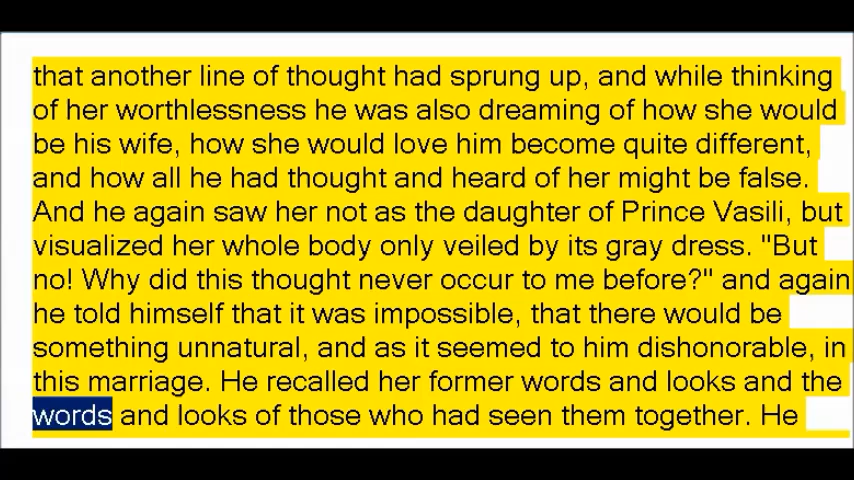 that another line of thought had sprung up, and while thinking
of her worthlessness he was also dreaming of how she would
be his wife, how she would love him become quite different,
and how all he had thought and heard of her might be false.
And he again saw her not as the daughter of Prince Vasili, but
visualized her whole body only veiled by its gray dress. "But
no! Why did this thought never occur to me before?" and again
he told himself that it was impossible, that there would be
something unnatural, and as it seemed to him dishonorable, in
this marriage. He recalled her former words and looks and the
words and looks of those who had seen them together. He